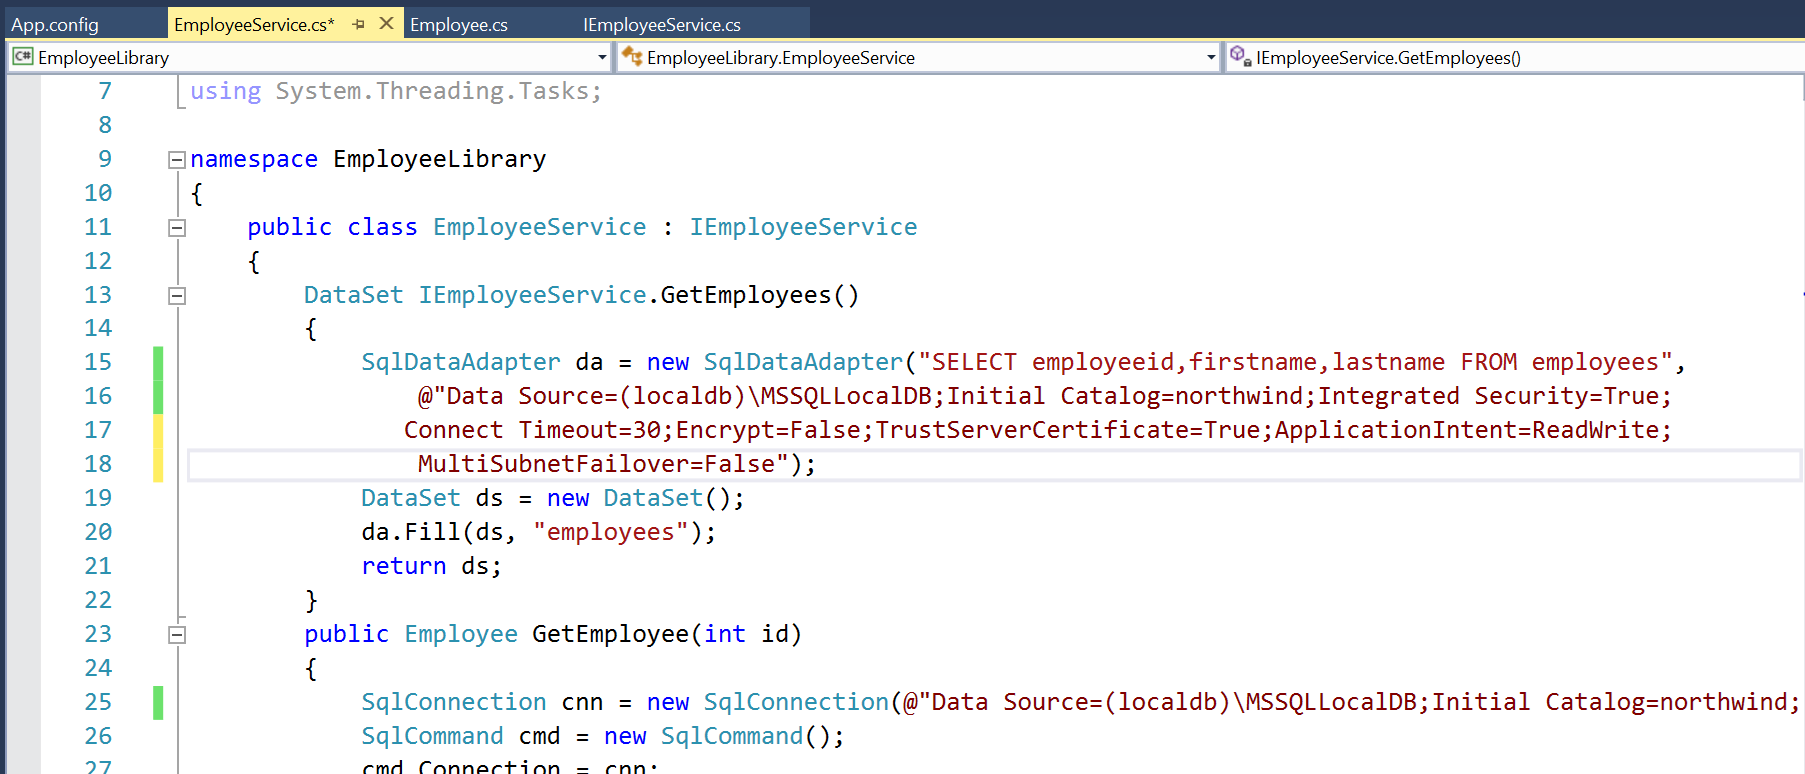 App.config
EmployeeService.cs*
Employee.cs
IEmployeeService.cs
C# EmployeeLibrary
EmployeeLibrary.EmployeeService
IEmployeeService.GetEmployees()
7 using System.Threading.Tasks;
8
9 namespace EmployeeLibrary
10 {
11 public class EmployeeService : IEmployeeService
12 {
13 DataSet IEmployeeService.GetEmployees()
14 {
15 SqlDataAdapter da = new SqlDataAdapter("SELECT employeeid,firstname,lastname FROM employees",
16 @"Data Source=(localdb)\MSSQLLocalDB;Initial Catalog=northwind;Integrated Security=True;
17 Connect Timeout=30;Encrypt=False;TrustServerCertificate=True;ApplicationIntent=ReadWrite;
18 MultiSubnetFailover=False");
19 DataSet ds = new DataSet();
20 da.Fill(ds, "employees");
21 return ds;
22 }
23 public Employee GetEmployee(int id)
24 {
25 SqlConnection cnn = new SqlConnection(@"Data Source=(localdb)\MSSQLLocalDB;Initial Catalog=northwind;
26 SqlCommand cmd = new SqlCommand();
27 cmd.Connection = cnn;